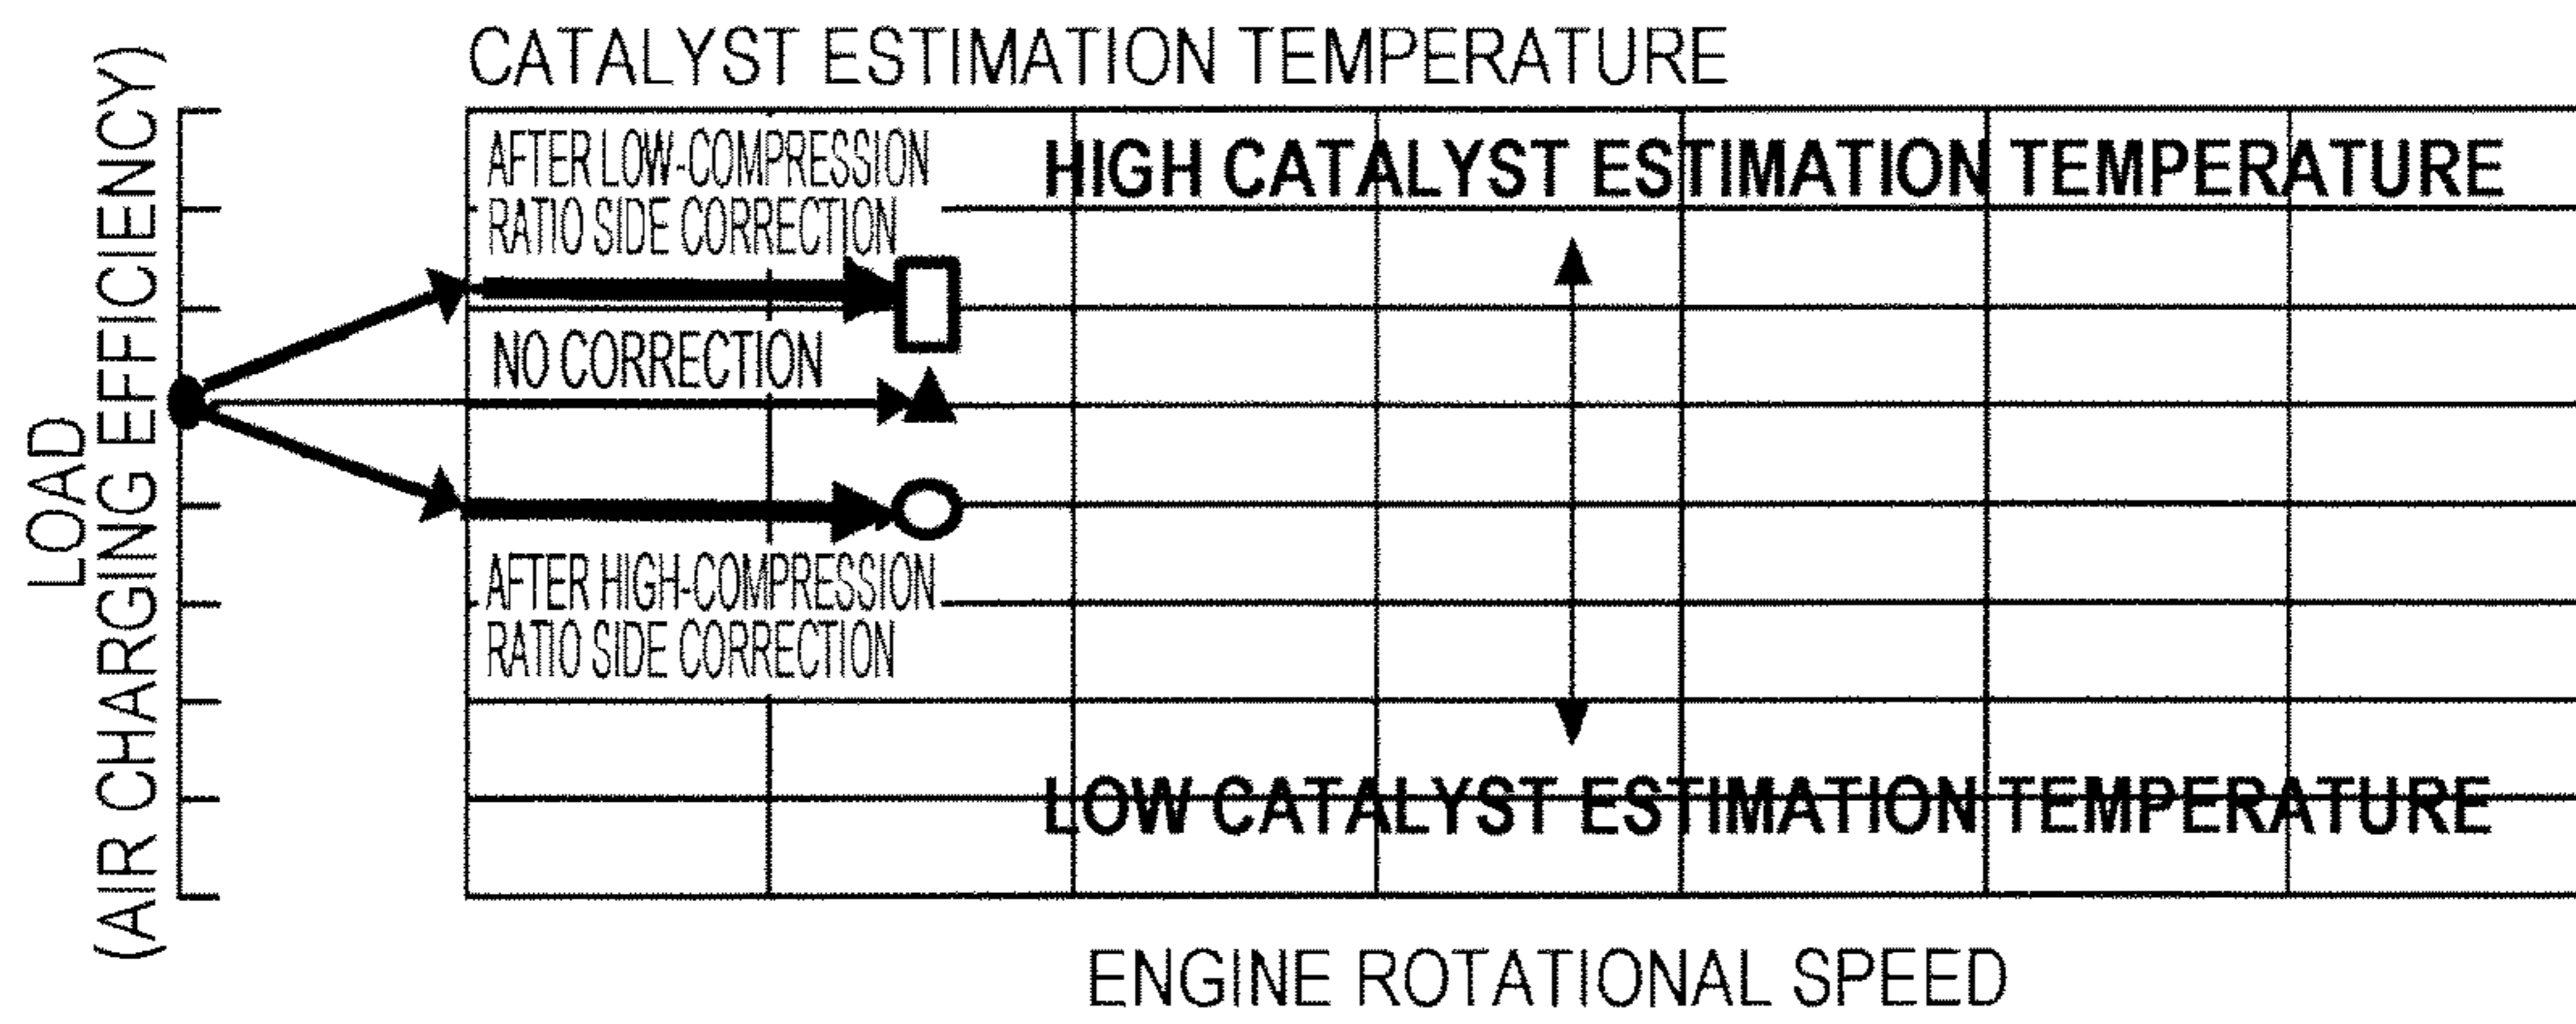 CATALYST ESTIMATION TEMPERATURE
LOAD
(AIR CHARGING EFFICIENCY)
AFTER LOW-COMPRESSION
RATIO SIDE CORRECTION
HIGH CATALYST ESTIMATION TEMPERATURE
NO CORRECTION
AFTER HIGH-COMPRESSION
RATIO SIDE CORRECTION
LOW CATALYST ESTIMATION TEMPERATURE
ENGINE ROTATIONAL SPEED